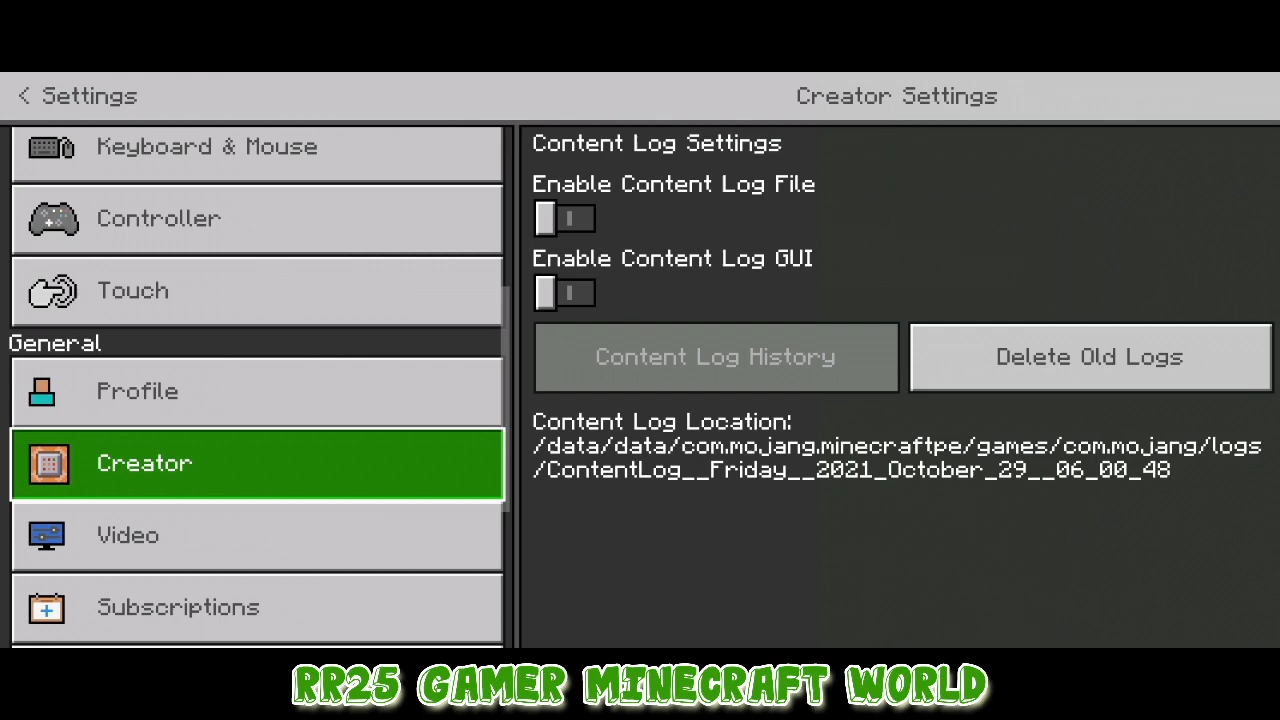 < Settings
Creator Settings
Keyboard & Mouse
Controller
Touch
General
Profile
Creator
Video
Subscriptions
Content Log Settings
Enable Content Log File
Enable Content Log GUI
Content Log History
Delete Old Logs
Content Log Location:
/data/data/com.mojang.minecraftpe/games/com.mojang/logs
/ContentLog__Friday__2021_October_29__06_00_48
RR25 GAMER MINECRAFT WORLD